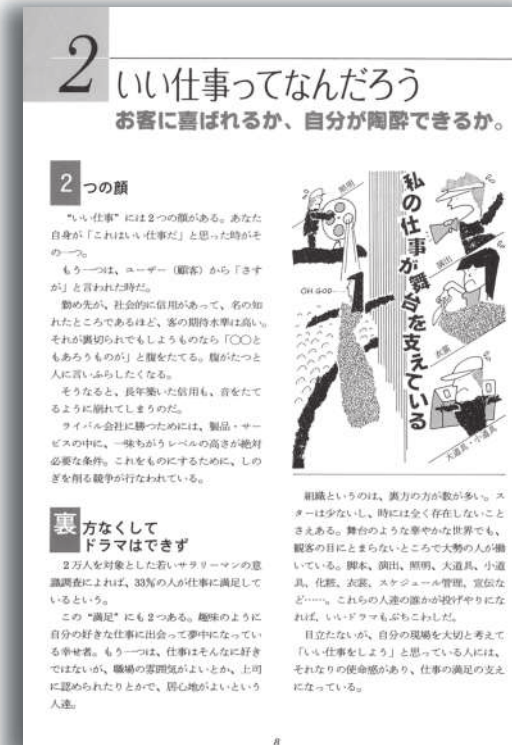 2 いい仕事ってなんだろう
お客に喜ばれるか、自分が陶酔できるか。
2つの顔
“いい仕事”には2つの顔がある。あなた
自身が「これはいい仕事だ」と思った時がそ
の一つ。
もう一つは、ユーザー(顧客)から「さす
が」と言われた時だ。
勤め先が、社会的に信用があって、名の知
れたところであるほど、客の期待水準は高い。
それが裏切られでもしようものなら「〇〇と
もあろうものが」と腹をたてる。腹がたつと
人に言いふらしたくなる。
そうなると、長年築いた信用も、音をたて
るように崩れてしまうのだ。
ライバル会社に勝つためには、製品・サー
ビスの中に、一味ちがうレベルの高さが絶対
必要な条件。これをものにするために、しの
ぎを削る競争が行なわれている。
裏方なくして
ドラマはできず
2万人を対象とした若いサラリーマンの意
識調査によれば、33%の人が仕事に満足して
いるという。
この“満足”にも2つある。趣味のように
自分の好きな仕事に出会って夢中になってい
る幸せ者。もう一つは、仕事はそんなに好き
ではないが、職場の雰囲気がよいとか、上司
に認められたりとかで、居心地がよいという
人達。
私の仕事が舞台を支えている
照明
OH GOD
演出
衣裳
大道具・小道具
組織というのは、裏方の方が数が多い。ス
ターは少ないし、時には全く存在しないこと
さえある。舞台のような華やかな世界でも、
観客の目にとまらないところで大勢の人が働
いている。脚本、演出、照明、大道具、小道
具、化粧、衣裳、スケジュール管理、宣伝な
ど……。これらの人達の誰かが投げやりにな
れば、いいドラマもぶちこわしだ。
目立たないが、自分の現場を大切と考えて
「いい仕事をしよう」と思っている人には、
それなりの使命感があり、仕事の満足の支え
になっている。
8